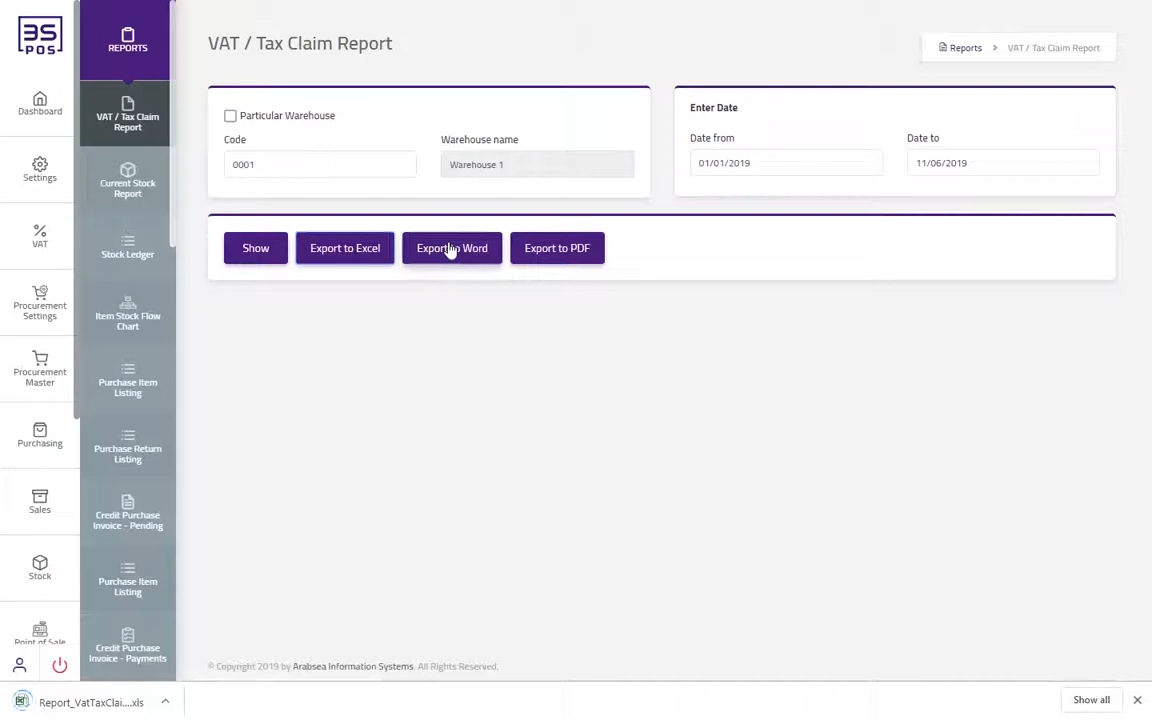 3S
POS
Dashboard
Settings
VAT
Procurement
Settings
Procurement
Master
Purchasing
Sales
Stock
Point of Sale
REPORTS
VAT / Tax Claim
Report
Current Stock
Report
Stock Ledger
Item Stock Flow
Chart
Purchase Item
Listing
Purchase Return
Listing
Credit Purchase
Invoice - Pending
Purchase Item
Listing
Credit Purchase
Invoice - Payments
VAT / Tax Claim Report
Reports > VAT / Tax Claim Report
Particular Warehouse
Code
Warehouse name
0001
Warehouse 1
Enter Date
Date from
Date to
01/01/2019
11/06/2019
Show
Export to Excel
Export to Word
Export to PDF
© Copyright 2019 by Arabsea Information Systems. All Rights Reserved.
Report_VatTaxClai....xls
Show all